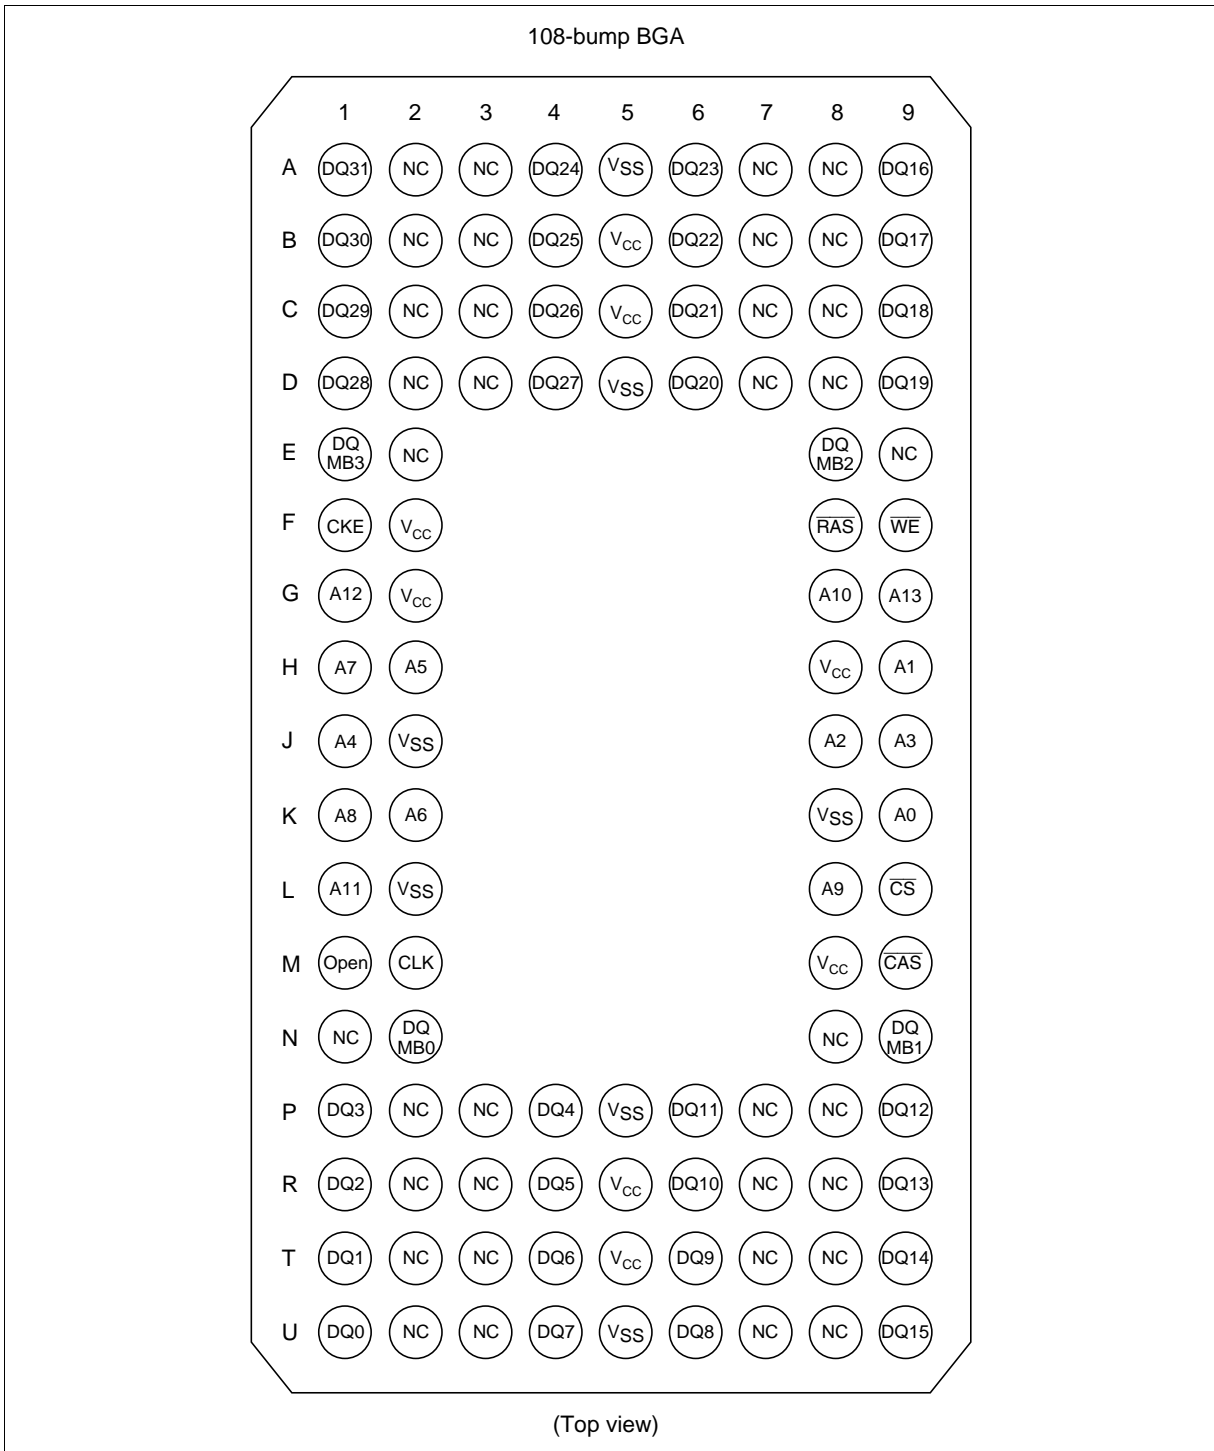 108-bump BGA
1 2 3 4 5 6 7 8 9
A DQ31 NC NC DQ24 VSS DQ23 NC NC DQ16
B DQ30 NC NC DQ25 VCC DQ22 NC NC DQ17
C DQ29 NC NC DQ26 VCC DQ21 NC NC DQ18
D DQ28 NC NC DQ27 VSS DQ20 NC NC DQ19
E DQ MB3 NC DQ MB2 NC
F CKE VCC RAS WE
G A12 VCC A10 A13
H A7 A5 VCC A1
J A4 VSS A2 A3
K A8 A6 VSS A0
L A11 VSS A9 CS
M Open CLK VCC CAS
N NC DQ MB0 NC DQ MB1
P DQ3 NC NC DQ4 VSS DQ11 NC NC DQ12
R DQ2 NC NC DQ5 VCC DQ10 NC NC DQ13
T DQ1 NC NC DQ6 VCC DQ9 NC NC DQ14
U DQ0 NC NC DQ7 VSS DQ8 NC NC DQ15
(Top view)